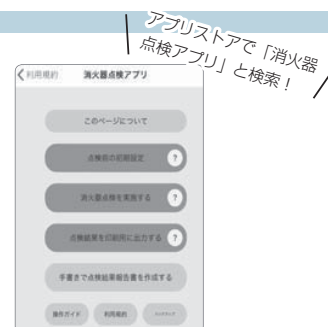 アプリストアで「消火器
点検アプリ」と検索！
利用規約 消火器点検アプリ
このページについて
点検前の初期設定 ?
消火器点検を実施する ?
点検結果を印刷用に出力する ?
手書きで点検結果報告書を作成する
操作ガイド 利用規約